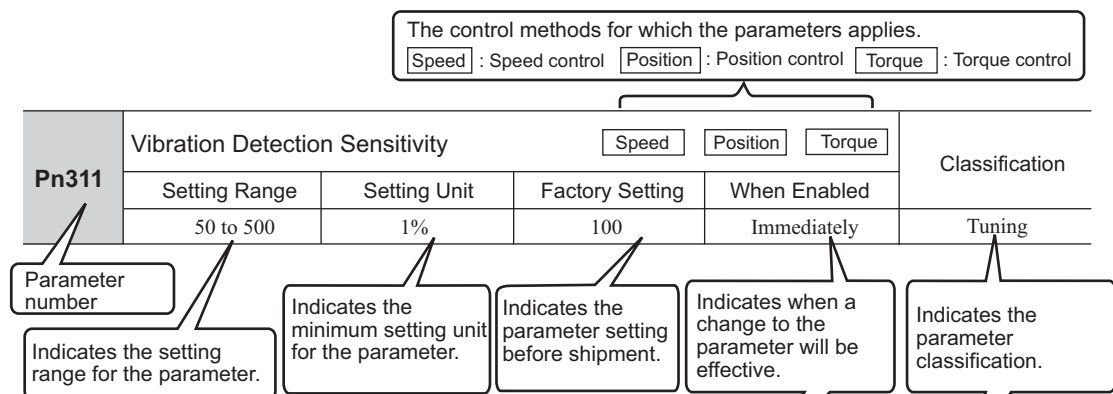 The control methods for which the parameters applies.
Speed : Speed control Position : Position control Torque : Torque control
Pn311
Vibration Detection Sensitivity Speed Position Torque
Classification
Setting Range Setting Unit Factory Setting When Enabled
50 to 500 1% 100 Immediately Tuning
Parameter
number
Indicates the setting
range for the parameter.
Indicates the
minimum setting unit
for the parameter.
Indicates the
parameter setting
before shipment.
Indicates when a
change to the
parameter will be
effective.
Indicates the
parameter
classification.